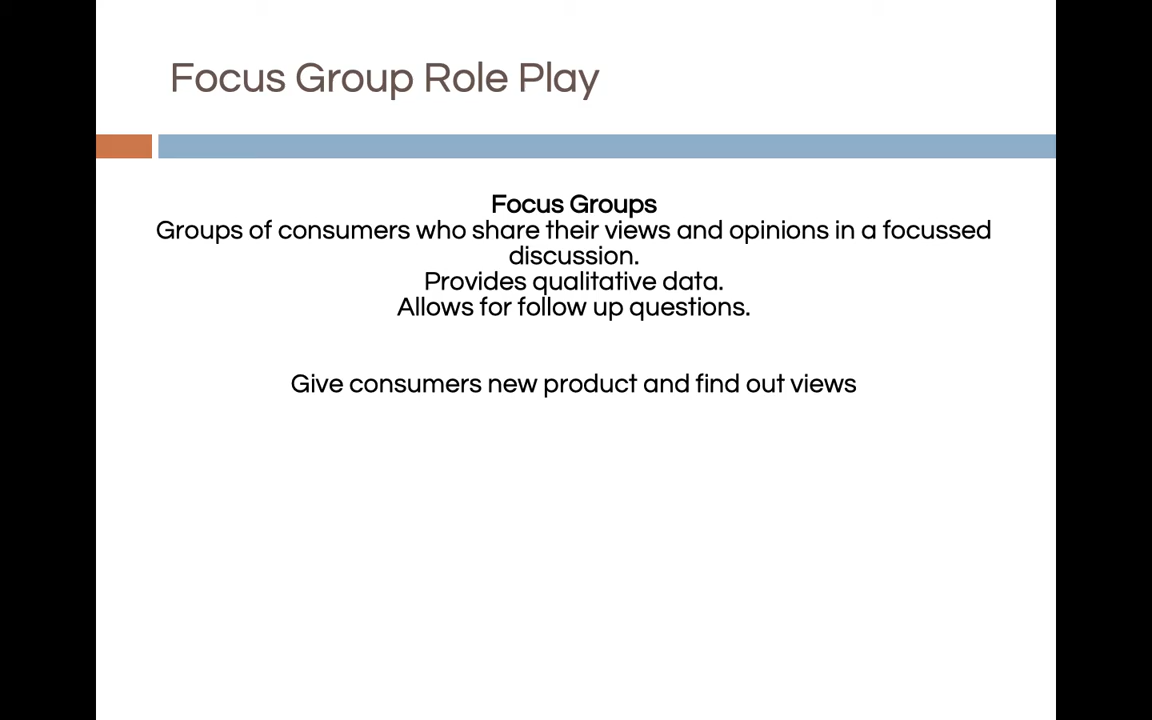 Focus Group Role Play
Focus Groups
Groups of consumers who share their views and opinions in a focussed
discussion.
Provides qualitative data.
Allows for follow up questions.
Give consumers new product and find out views